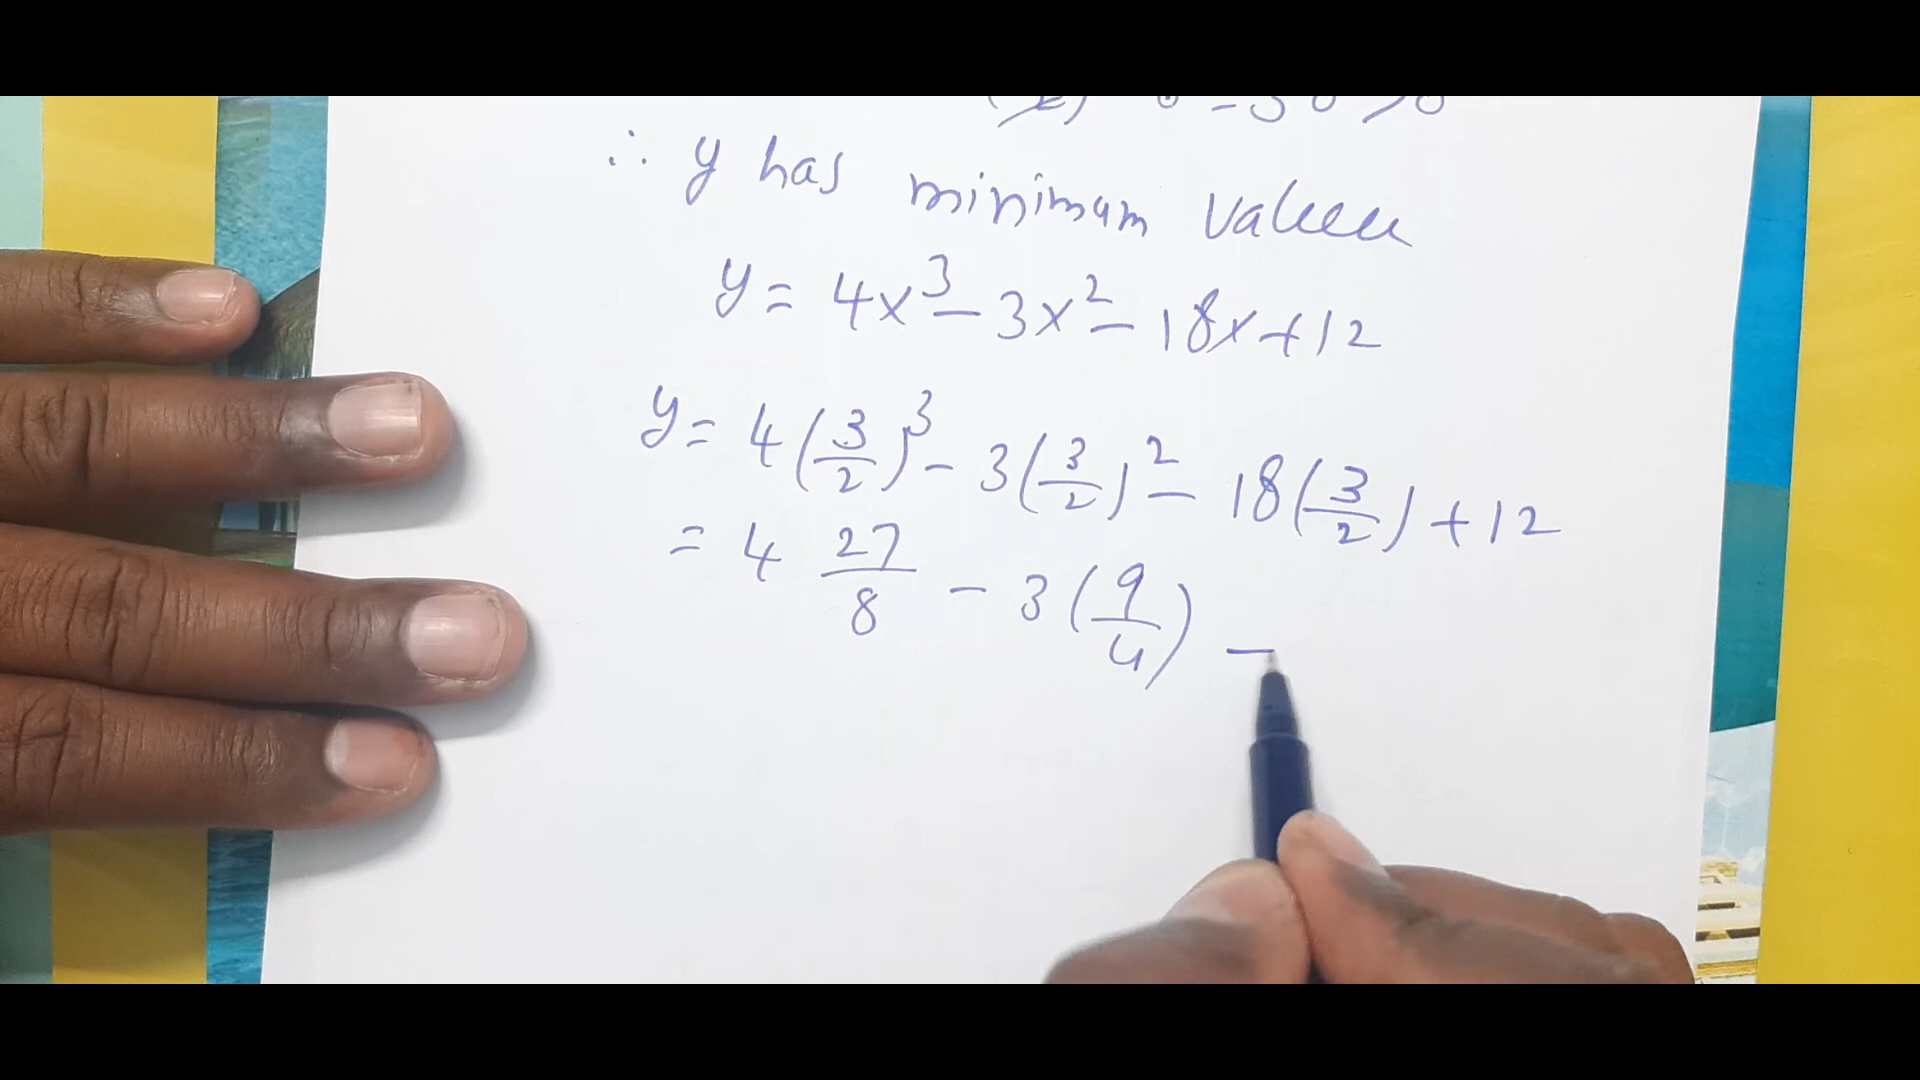 ∴ y has minimum value
y = 4x³ - 3x² - 18x + 12
y = 4(3/2)³ - 3(3/2)² - 18(3/2) + 12
= 4 27/8 - 3(9/4) -